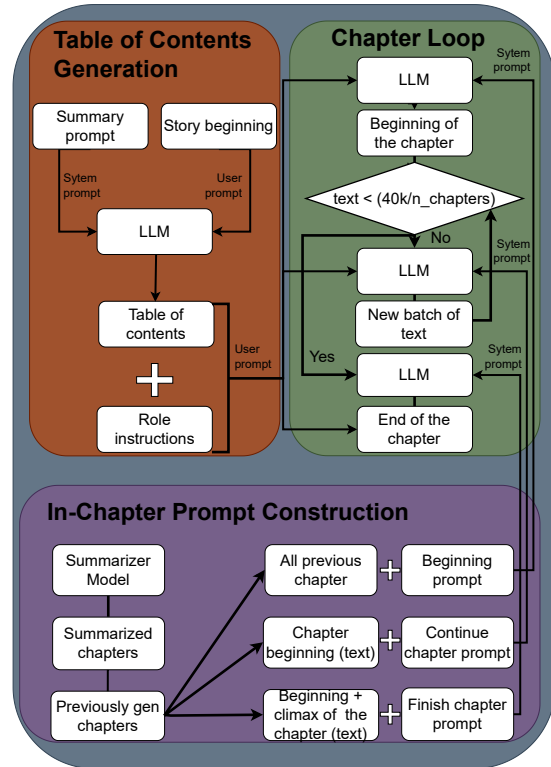 Table of Contents
Generation
Summary
prompt
Story beginning
Sytem
prompt
User
prompt
LLM
Table of
contents
User
prompt
Role
instructions
Chapter Loop
Sytem
prompt
LLM
Beginning of
the chapter
text < (40k/n_chapters)
No
Sytem
prompt
LLM
New batch of
text
Yes
Sytem
prompt
LLM
End of the
chapter
In-Chapter Prompt Construction
Summarizer
Model
All previous
chapter
Beginning
prompt
Summarized
chapters
Chapter
beginning (text)
Continue
chapter prompt
Previously gen
chapters
Beginning +
climax of the
chapter (text)
Finish chapter
prompt